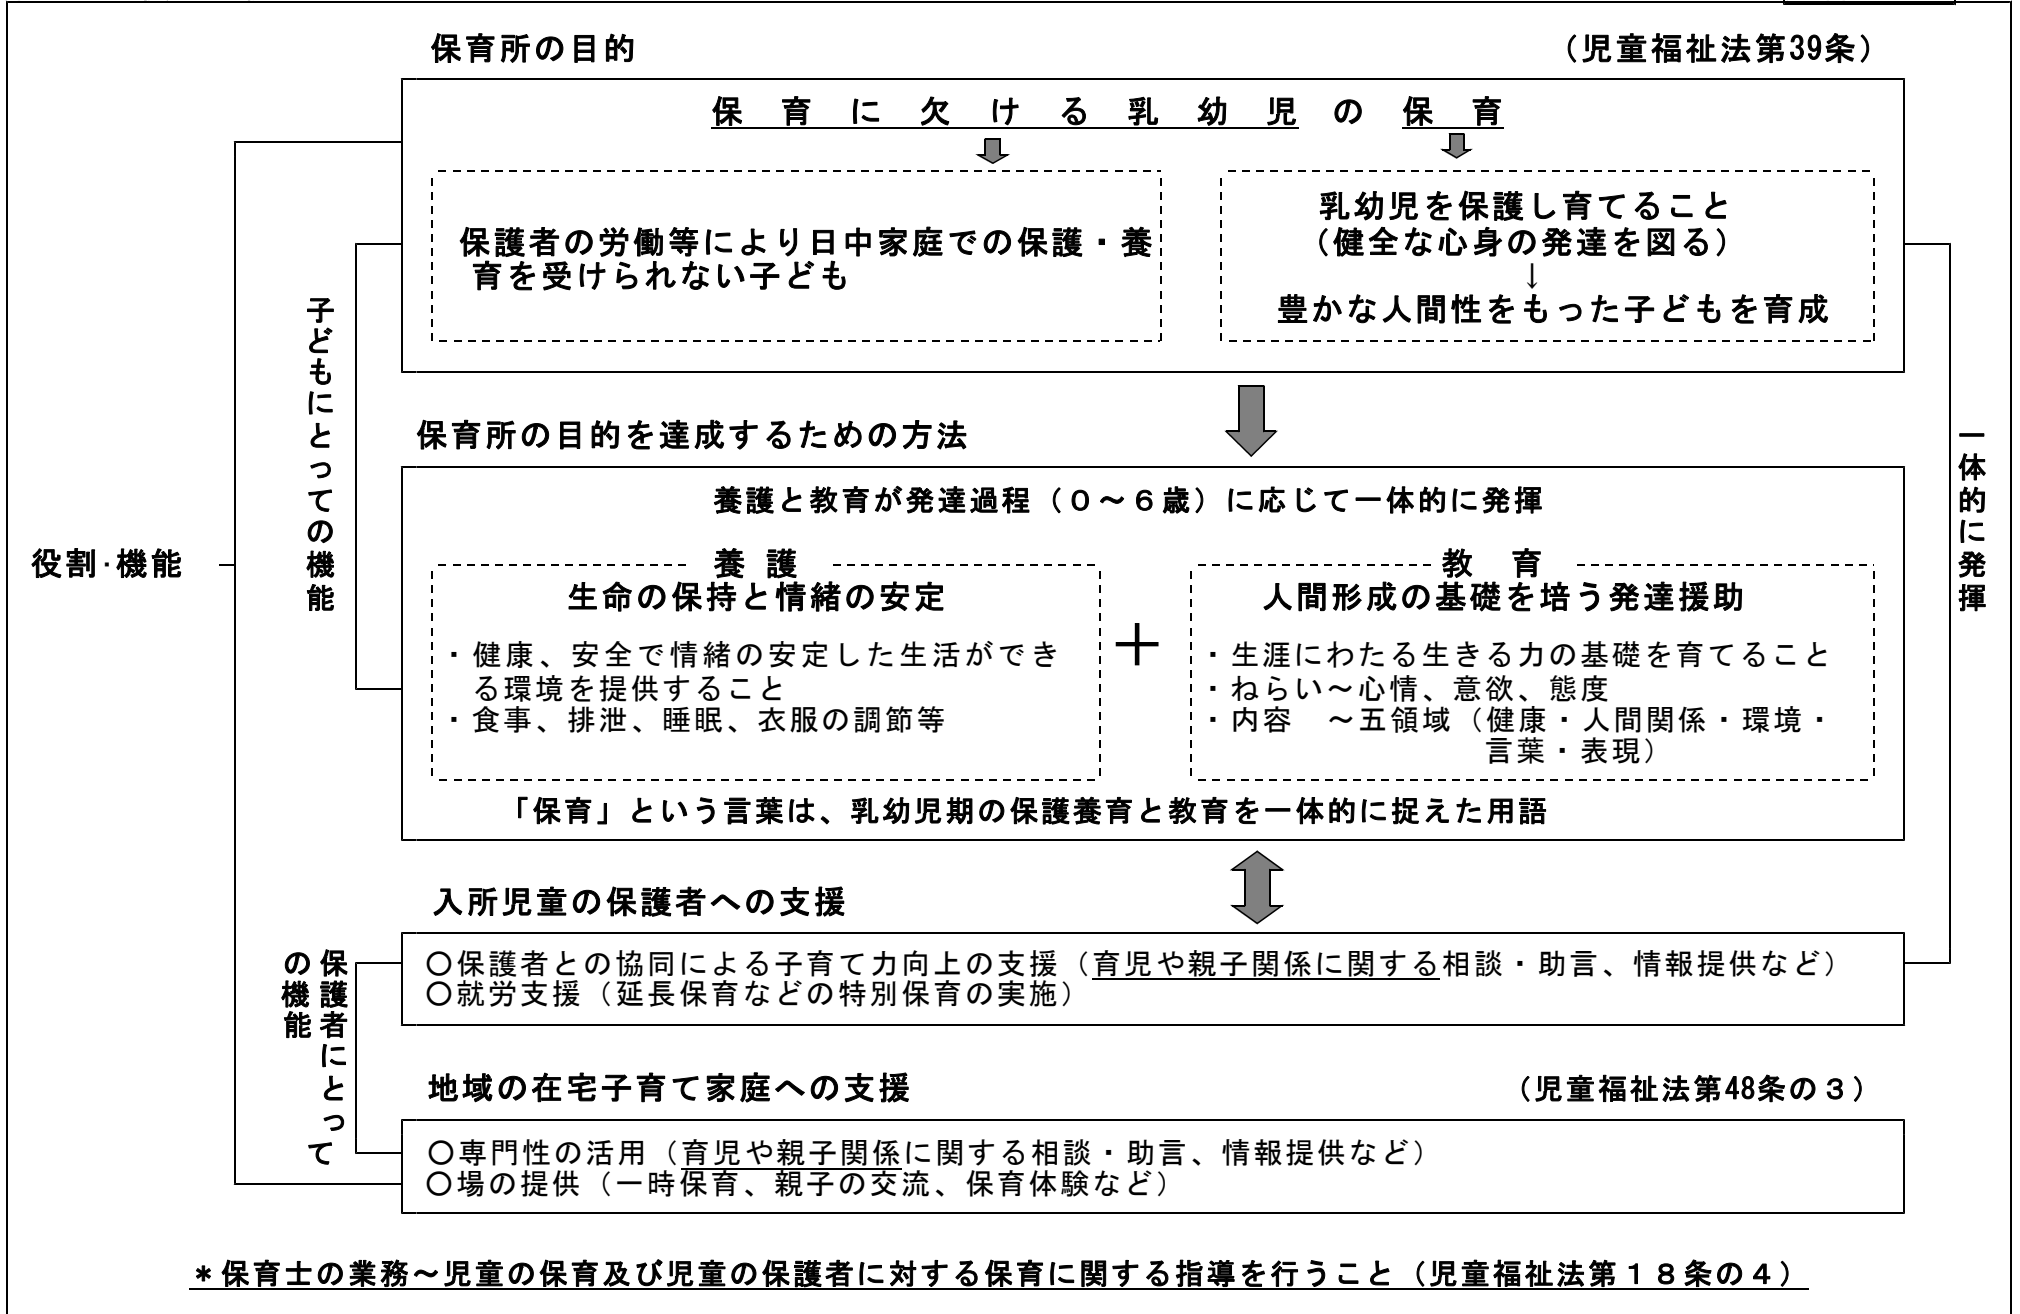 保育所の目的 (児童福祉法第39条)
保育に欠ける乳幼児の保育
保護者の労働等により日中家庭での保護・養
育を受けられない子ども
乳幼児を保護し育てること
(健全な心身の発達を図る)
↓
豊かな人間性をもった子どもを育成
保育所の目的を達成するための方法
養護と教育が発達過程(０～６歳)に応じて一体的に発揮
養護
生命の保持と情緒の安定
・健康、安全で情緒の安定した生活ができ
る環境を提供すること
・食事、排泄、睡眠、衣服の調節等
＋
教育
人間形成の基礎を培う発達援助
・生涯にわたる生きる力の基礎を育てること
・ねらい～心情、意欲、態度
・内容　～五領域(健康・人間関係・環境・
言葉・表現)
「保育」という言葉は、乳幼児期の保護養育と教育を一体的に捉えた用語
役割･機能
子どもにとっての機能
一体的に発揮
入所児童の保護者への支援
○保護者との協同による子育て力向上の支援(育児や親子関係に関する相談・助言、情報提供など)
○就労支援(延長保育などの特別保育の実施)
保護者にとって
の機能
地域の在宅子育て家庭への支援 (児童福祉法第48条の３)
○専門性の活用(育児や親子関係に関する相談・助言、情報提供など)
○場の提供(一時保育、親子の交流、保育体験など)
＊保育士の業務～児童の保育及び児童の保護者に対する保育に関する指導を行うこと(児童福祉法第１８条の４)